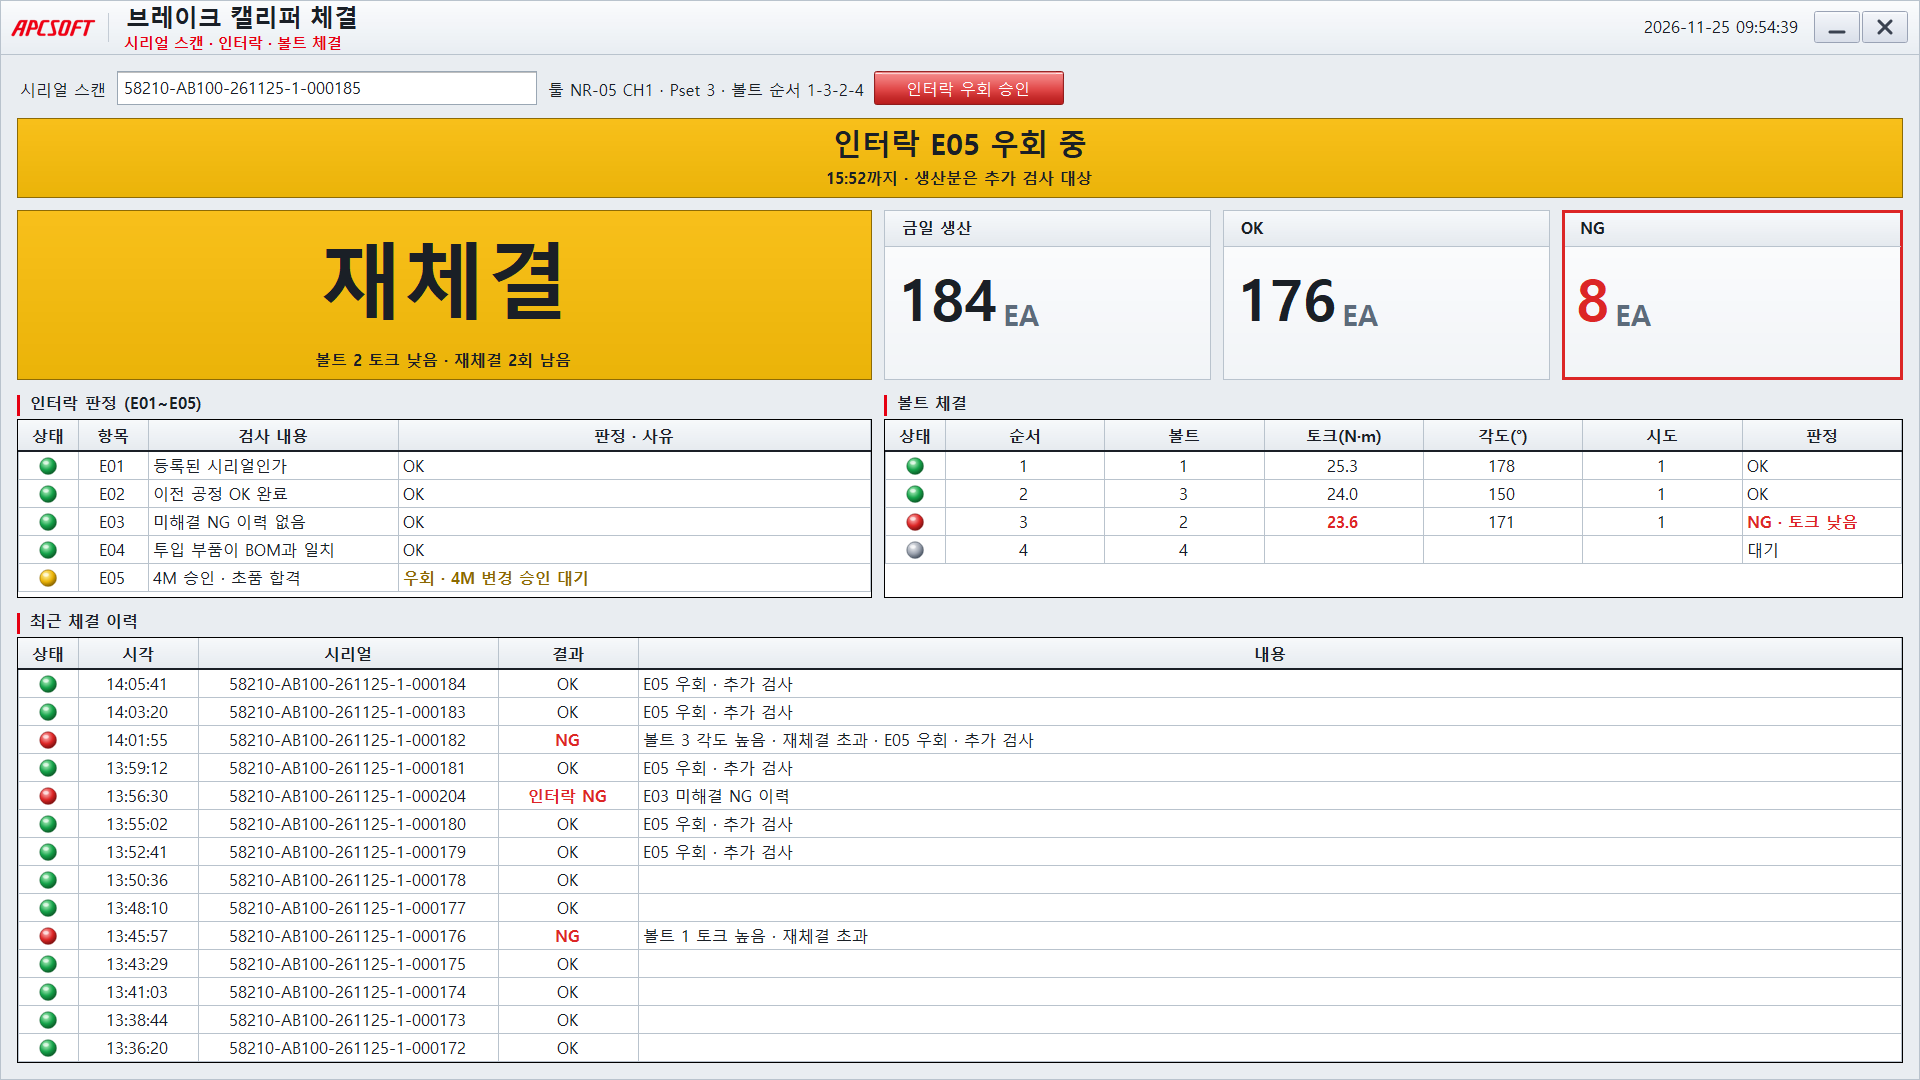 APCSOFT
브레이크 캘리퍼 체결
시리얼 스캔 · 인터락 · 볼트 체결
2026-11-25 09:54:39
시리얼 스캔
58210-AB100-261125-1-000185
툴 NR-05 CH1 · Pset 3 · 볼트 순서 1-3-2-4
인터락 우회 승인
인터락 E05 우회 중
15:52까지 · 생산분은 추가 검사 대상
재체결
볼트 2 토크 낮음 · 재체결 2회 남음
금일 생산
184 EA
OK
176 EA
NG
8 EA
인터락 판정 (E01~E05)
상태 항목 검사 내용 판정 · 사유
E01 등록된 시리얼인가 OK
E02 이전 공정 OK 완료 OK
E03 미해결 NG 이력 없음 OK
E04 투입 부품이 BOM과 일치 OK
E05 4M 승인 · 초품 합격 우회 · 4M 변경 승인 대기
볼트 체결
상태 순서 볼트 토크(N·m) 각도(°) 시도 판정
1 1 25.3 178 1 OK
2 3 24.0 150 1 OK
3 2 23.6 171 1 NG · 토크 낮음
4 4 대기
최근 체결 이력
상태 시각 시리얼 결과 내용
14:05:41 58210-AB100-261125-1-000184 OK E05 우회 · 추가 검사
14:03:20 58210-AB100-261125-1-000183 OK E05 우회 · 추가 검사
14:01:55 58210-AB100-261125-1-000182 NG 볼트 3 각도 높음 · 재체결 초과 · E05 우회 · 추가 검사
13:59:12 58210-AB100-261125-1-000181 OK E05 우회 · 추가 검사
13:56:30 58210-AB100-261125-1-000204 인터락 NG E03 미해결 NG 이력
13:55:02 58210-AB100-261125-1-000180 OK E05 우회 · 추가 검사
13:52:41 58210-AB100-261125-1-000179 OK E05 우회 · 추가 검사
13:50:36 58210-AB100-261125-1-000178 OK
13:48:10 58210-AB100-261125-1-000177 OK
13:45:57 58210-AB100-261125-1-000176 NG 볼트 1 토크 높음 · 재체결 초과
13:43:29 58210-AB100-261125-1-000175 OK
13:41:03 58210-AB100-261125-1-000174 OK
13:38:44 58210-AB100-261125-1-000173 OK
13:36:20 58210-AB100-261125-1-000172 OK